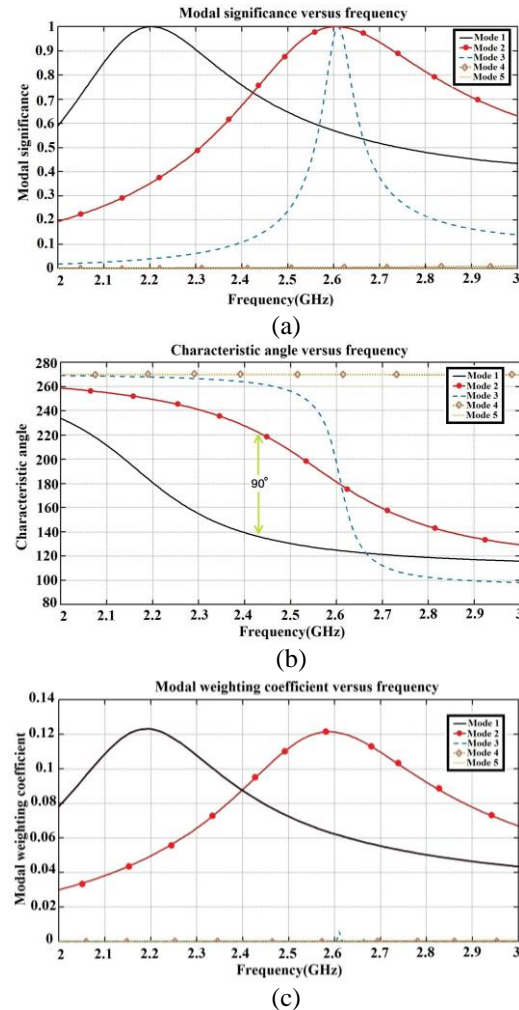 Modal significance versus frequency
Modal significance
1
0.9
0.8
0.7
0.6
0.5
0.4
0.3
0.2
0.1
0
Mode 1
Mode 2
Mode 3
Mode 4
Mode 5
2 2.1 2.2 2.3 2.4 2.5 2.6 2.7 2.8 2.9 3
Frequency(GHz)
(a)
Characteristic angle versus frequency
Characteristic angle
280
260
240
220
200
180
160
140
120
100
80
Mode 1
Mode 2
Mode 3
Mode 4
Mode 5
90°
2 2.1 2.2 2.3 2.4 2.5 2.6 2.7 2.8 2.9 3
Frequency(GHz)
(b)
Modal weighting coefficient versus frequency
Modal weighting coefficient
0.14
0.12
0.1
0.08
0.06
0.04
0.02
0
Mode 1
Mode 2
Mode 3
Mode 4
Mode 5
2 2.1 2.2 2.3 2.4 2.5 2.6 2.7 2.8 2.9 3
Frequency(GHz)
(c)